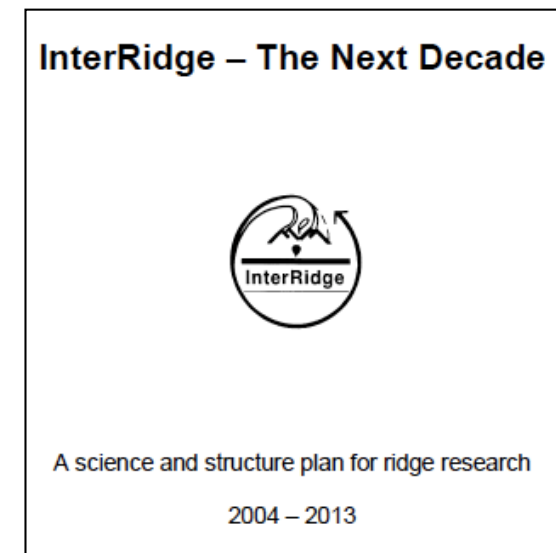 InterRidge – The Next Decade
InterRidge
A science and structure plan for ridge research
2004 – 2013